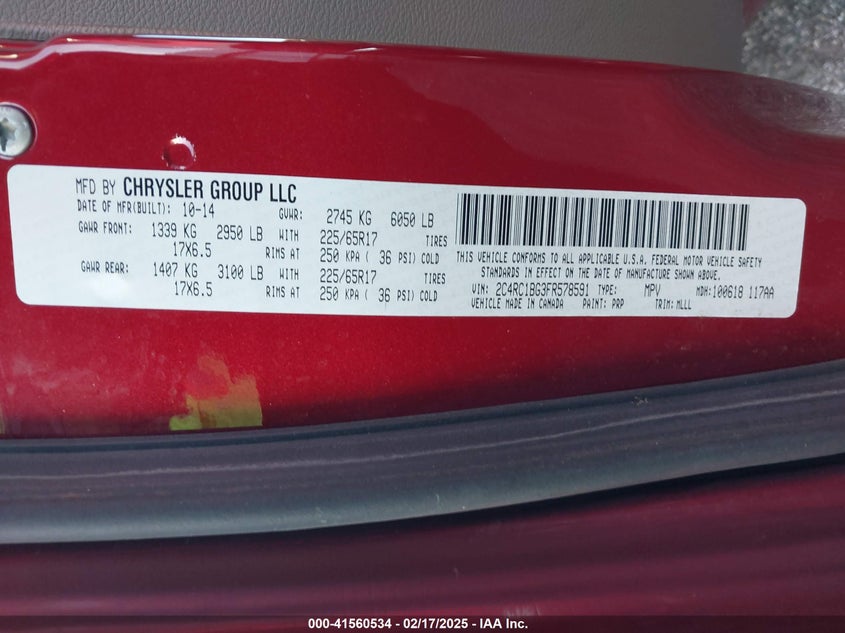 MFD BY CHRYSLER GROUP LLC
DATE OF MFR(BUILT): 10-14 GVWR: 2745 KG 6050 LB
GAWR FRONT: 1339 KG 2950 LB WITH 225/65R17 TIRES
17X6.5 RIMS AT 250 KPA ( 36 PSI) COLD
GAWR REAR: 1407 KG 3100 LB WITH 225/65R17 TIRES
17X6.5 RIMS AT 250 KPA ( 36 PSI) COLD
THIS VEHICLE CONFORMS TO ALL APPLICABLE U.S.A. FEDERAL MOTOR VEHICLE SAFETY
STANDARDS IN EFFECT ON THE DATE OF MANUFACTURE SHOWN ABOVE.
VIN: 2C4RC1BG3FR578591 TYPE: MPV MDH: 100618 117AA
VEHICLE MADE IN CANADA PAINT: PRP TRIM: MLLL
000-41560534 — 02/17/2025 — IAA Inc.